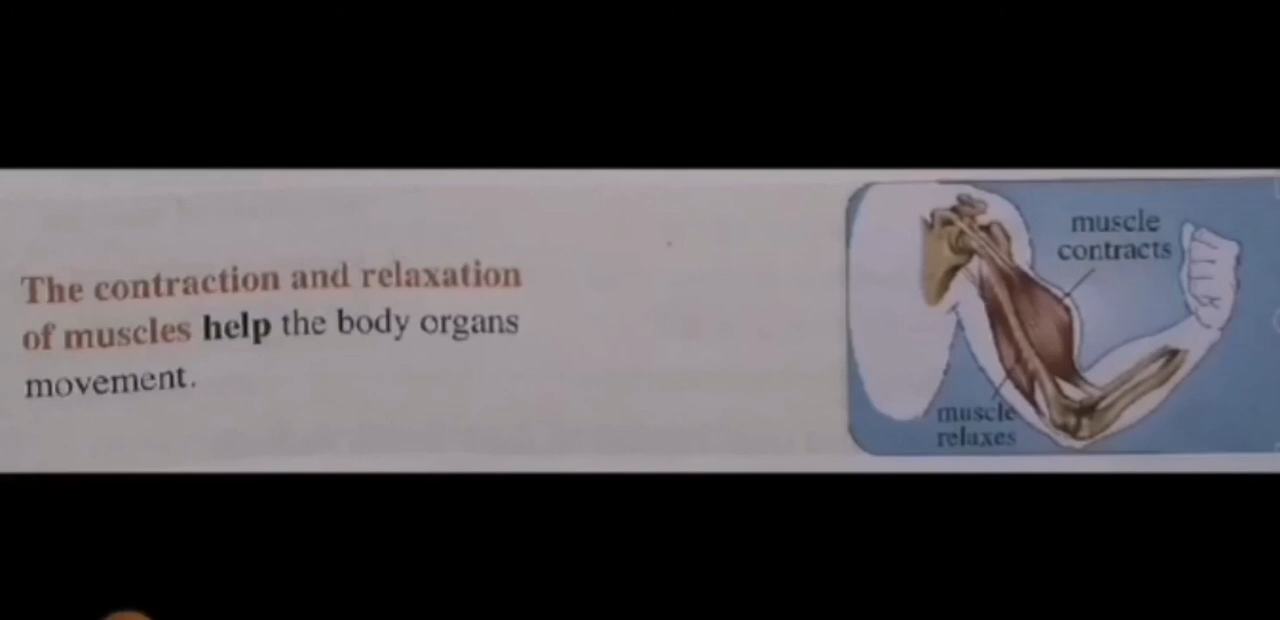 The contraction and relaxation
of muscles help the body organs
movement.
muscle
contracts
muscle
relaxes